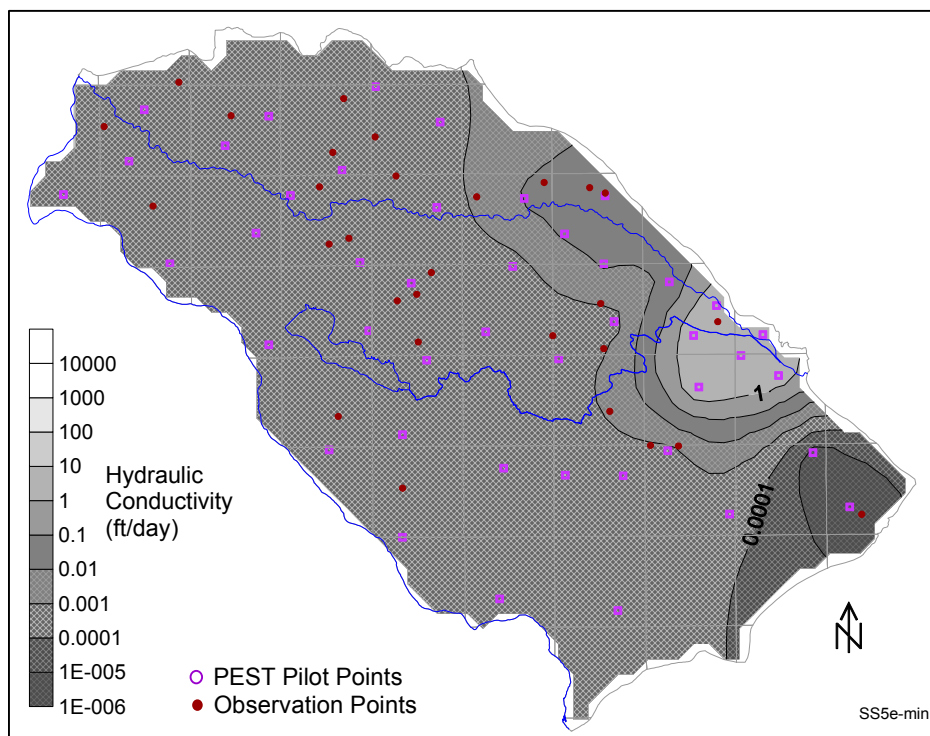 1
0.0001
10000
1000
100
10
1
0.1
0.01
0.001
0.0001
1E-005
1E-006
Hydraulic
Conductivity
(ft/day)
PEST Pilot Points
Observation Points
N
SS5e-min